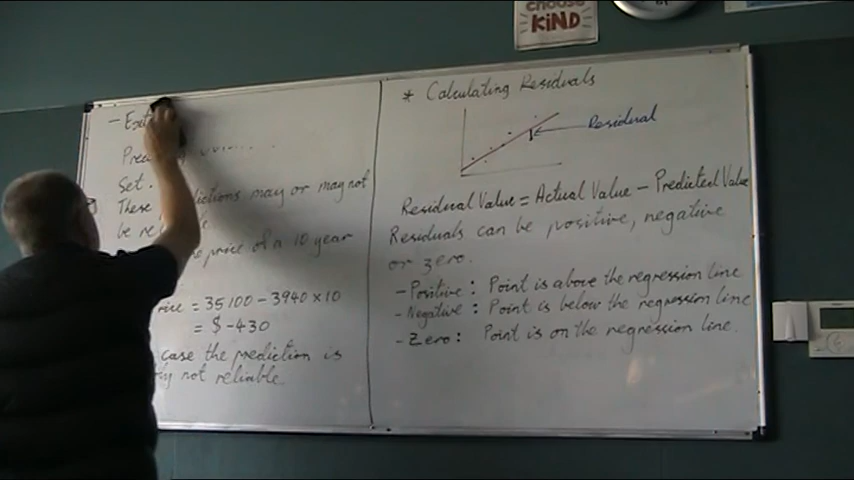 choose
KiND
- Ext
Set.
These predictions may or may not
be re
price of a 10 year
rice = 35100 - 3940 x 10
= $-430
case the prediction is
not reliable.
* Calculating Residuals
Residual
Residual Value = Actual Value - Predicted Value
Residuals can be positive, negative
or zero.
- Positive : Point is above the regression line
- Negative : Point is below the regression line
- Zero : Point is on the regression line.